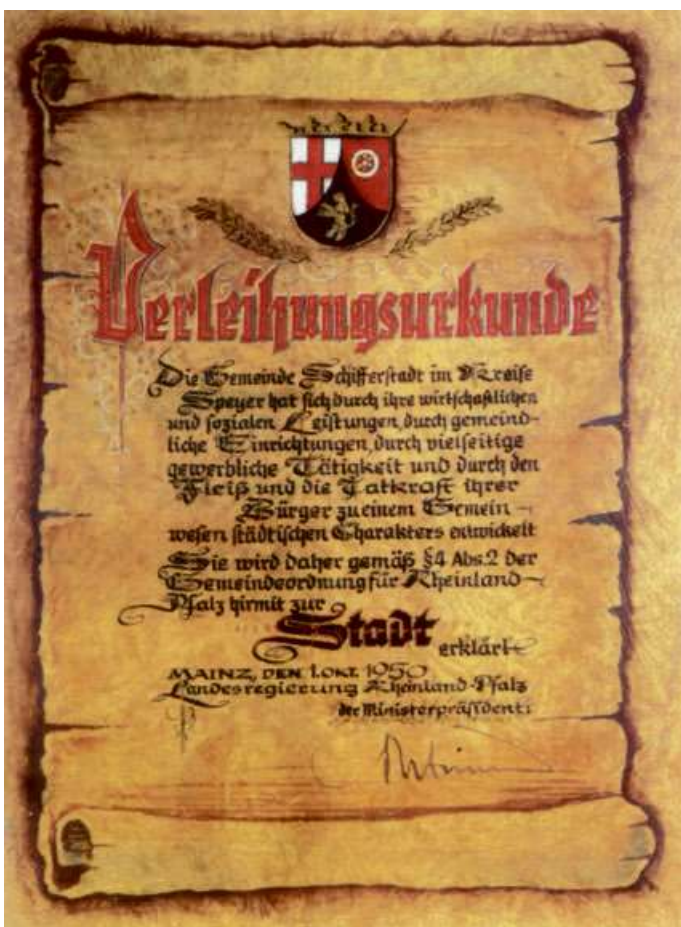 Verleihungsurkunde
Die Gemeinde Schifferstadt im Kreise
Speyer hat sich durch ihre wirtschaftlichen
und sozialen Leistungen, durch gemeind-
liche Einrichtungen, durch vielseitige
gewerbliche Tätigkeit und durch den
Fleiß und die Tatkraft ihrer
Bürger zu einem Gemein-
wesen städtischen Charakters entwickelt
Sie wird daher gemäß §4 Abs.2 der
Gemeindeordnung für Rheinland-
Pfalz hirmit zur
Stadt
erklärt
MAINZ, DEN 1. OKT. 1950
Landesregierung Rheinland-Pfalz
der Ministerpräsident: